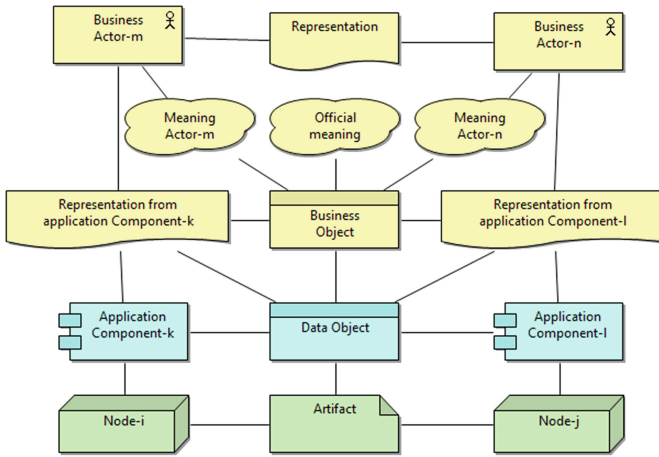 Business
Actor-m
Representation
Business
Actor-n
Meaning
Actor-m
Official
meaning
Meaning
Actor-n
Representation from
application Component-k
Business
Object
Representation from
application Component-l
Application
Component-k
Data Object
Application
Component-l
Node-i
Artifact
Node-j